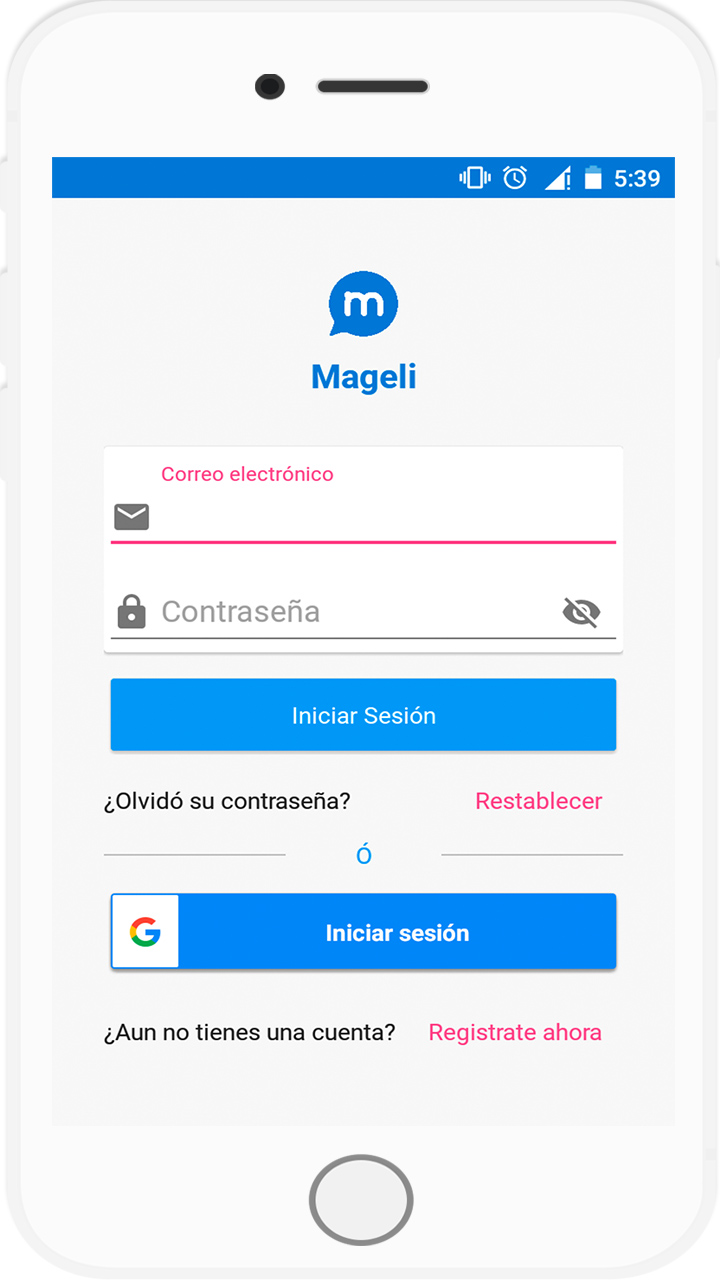 5:39
m
Mageli
Correo electrónico
Contraseña
Iniciar Sesión
¿Olvidó su contraseña? Restablecer
Ó
G Iniciar sesión
¿Aun no tienes una cuenta? Registrate ahora